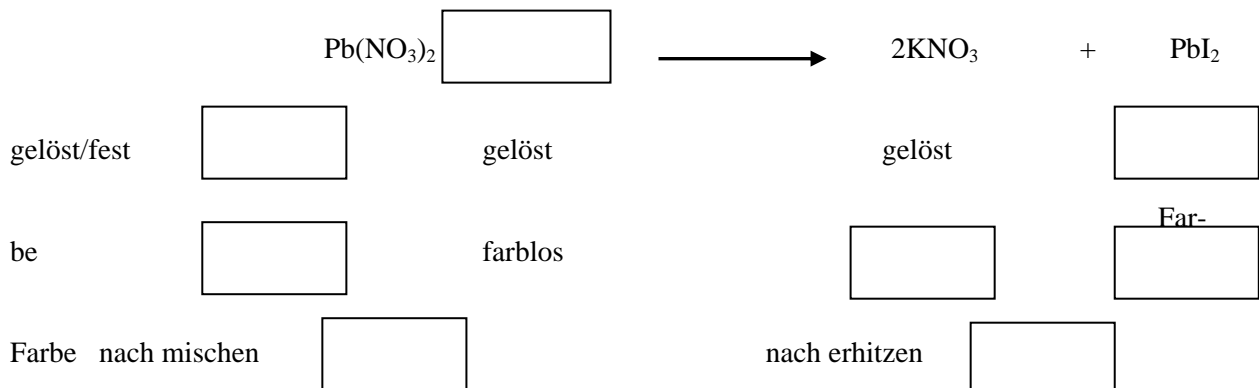 Pb(NO₃)₂ 2KNO₃ + PbI₂
gelöst/fest gelöst gelöst
Far-
be farblos
Farbe nach mischen nach erhitzen